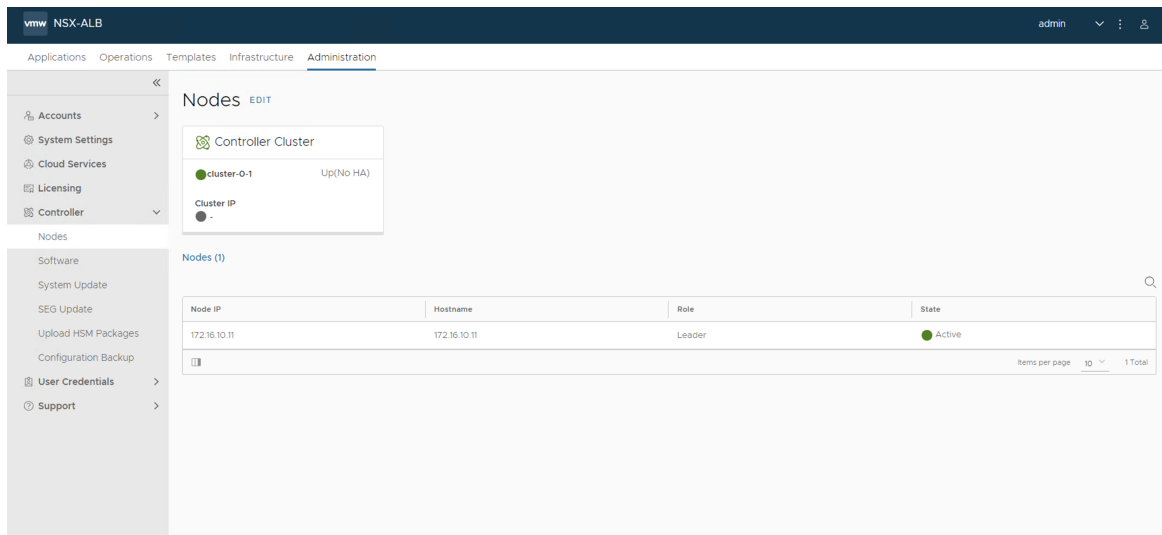 vmw NSX-ALB admin
Applications Operations Templates Infrastructure Administration
Accounts
System Settings
Cloud Services
Licensing
Controller
Nodes
Software
System Update
SEG Update
Upload HSM Packages
Configuration Backup
User Credentials
Support
Nodes EDIT
Controller Cluster
cluster-0-1 Up(No HA)
Cluster IP
-
Nodes (1)
Node IP Hostname Role State
172.16.10.11 172.16.10.11 Leader Active
Items per page 10 1 Total